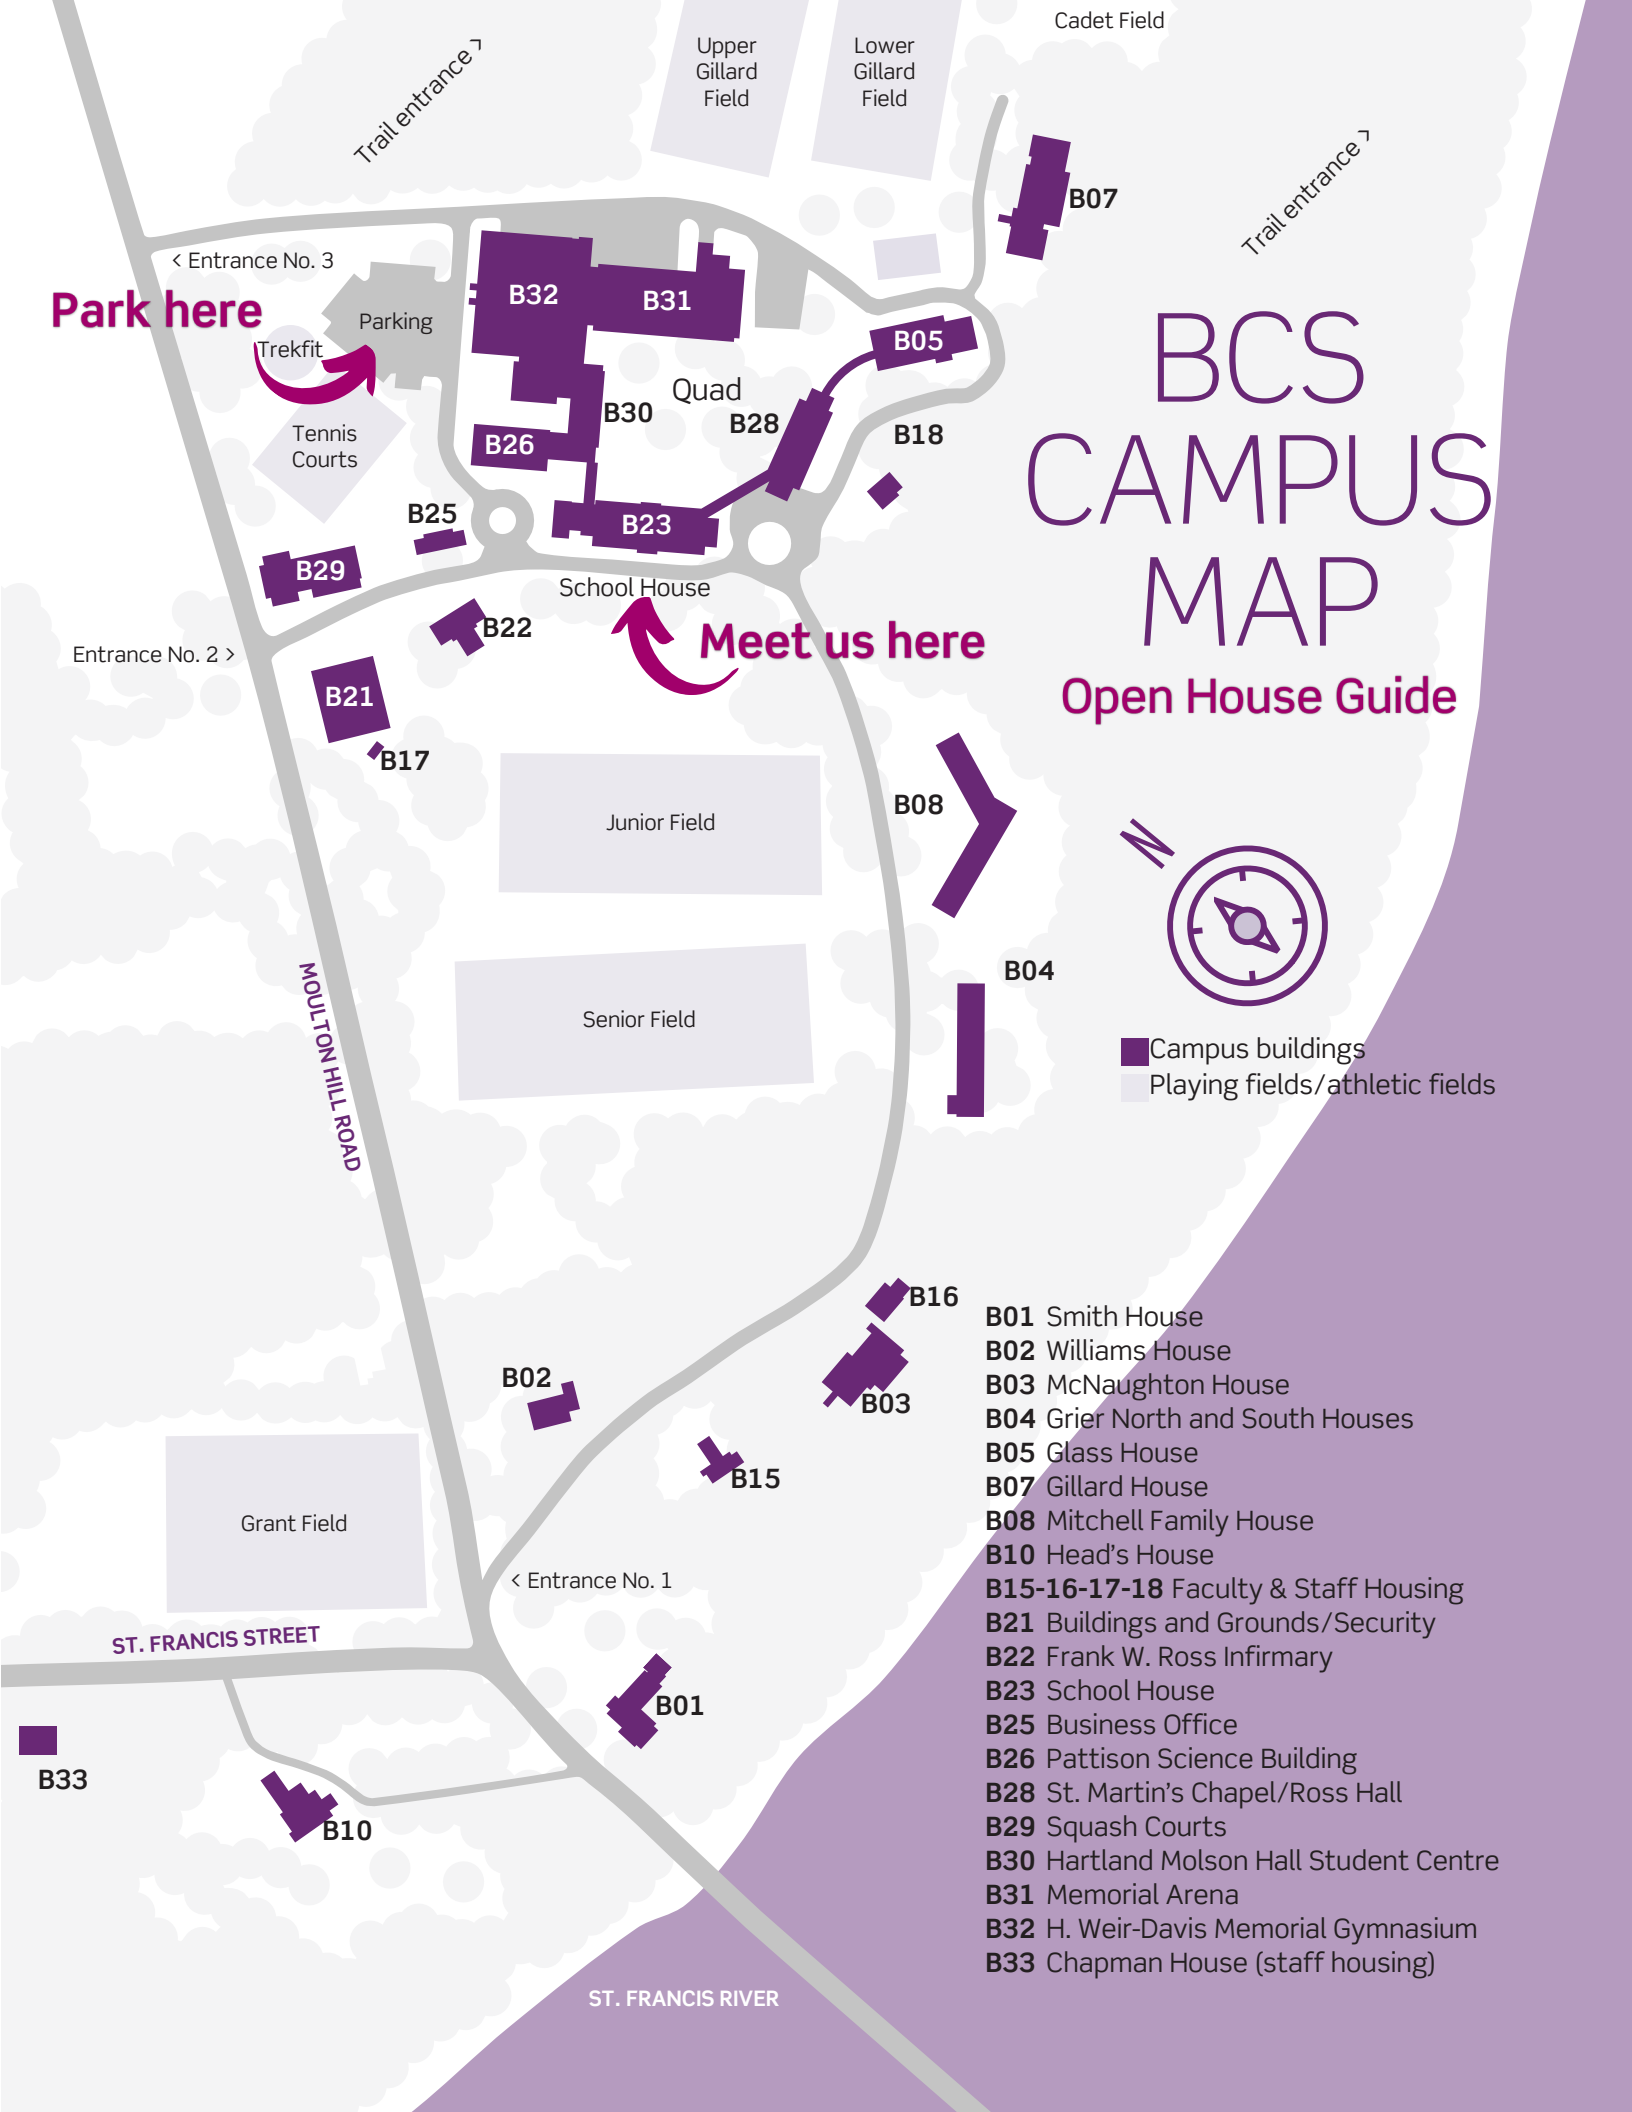 Cadet Field
Upper
Gillard
Field
Lower
Gillard
Field
Trail entrance >
Trail entrance >
B07
< Entrance No. 3
Park here
Parking
Trekfit
B32
B31
B05
Quad
B30
B28
B18
B26
Tennis
Courts
B25
B23
B29
School House
B22
Meet us here
Entrance No. 2 >
B21
B17
BCS
CAMPUS
MAP
Open House Guide
Junior Field
B08
N
B04
Senior Field
MOULTON HILL ROAD
Campus buildings
Playing fields/athletic fields
B16
B02
B03
B15
Grant Field
< Entrance No. 1
ST. FRANCIS STREET
B01
B33
B10
ST. FRANCIS RIVER
B01 Smith House
B02 Williams House
B03 McNaughton House
B04 Grier North and South Houses
B05 Glass House
B07 Gillard House
B08 Mitchell Family House
B10 Head’s House
B15-16-17-18 Faculty & Staff Housing
B21 Buildings and Grounds/Security
B22 Frank W. Ross Infirmary
B23 School House
B25 Business Office
B26 Pattison Science Building
B28 St. Martin’s Chapel/Ross Hall
B29 Squash Courts
B30 Hartland Molson Hall Student Centre
B31 Memorial Arena
B32 H. Weir-Davis Memorial Gymnasium
B33 Chapman House (staff housing)